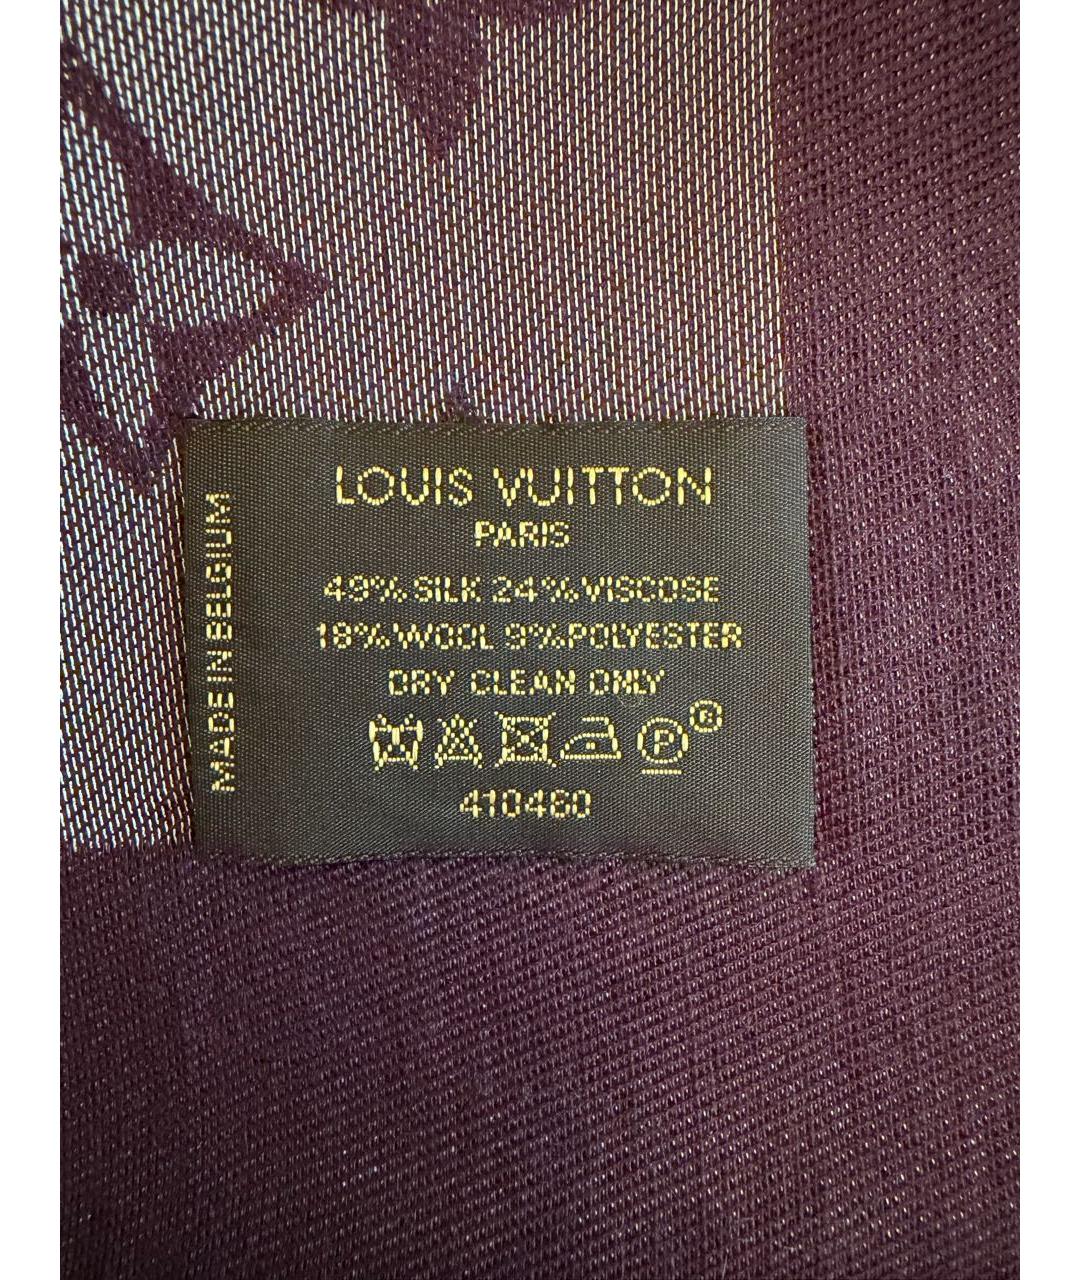 LOUIS VUITTON
PARIS
49% SILK 24% VISCOSE
18% WOOL 9% POLYESTER
DRY CLEAN ONLY
P ®
410460
MADE IN BELGIUM